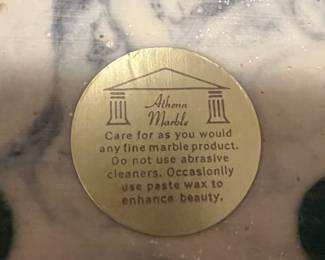 Athena
Marble
Care for as you would
any fine marble product.
Do not use abrasive
cleaners. Occasionlly
use paste wax to
enhance beauty.